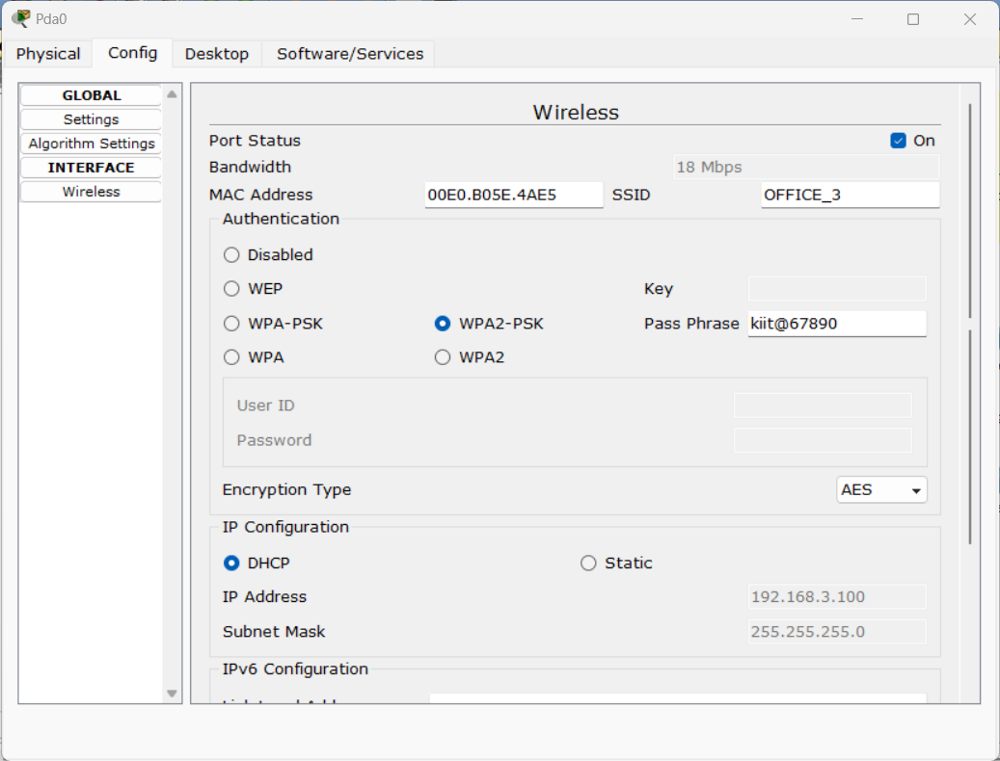 Pda0
Physical Config Desktop Software/Services
GLOBAL
Settings
Algorithm Settings
INTERFACE
Wireless
Wireless
Port Status On
Bandwidth 18 Mbps
MAC Address 00E0.B05E.4AE5 SSID OFFICE_3
Authentication
Disabled
WEP Key
WPA-PSK WPA2-PSK Pass Phrase kiit@67890
WPA WPA2
User ID
Password
Encryption Type AES
IP Configuration
DHCP Static
IP Address 192.168.3.100
Subnet Mask 255.255.255.0
IPv6 Configuration